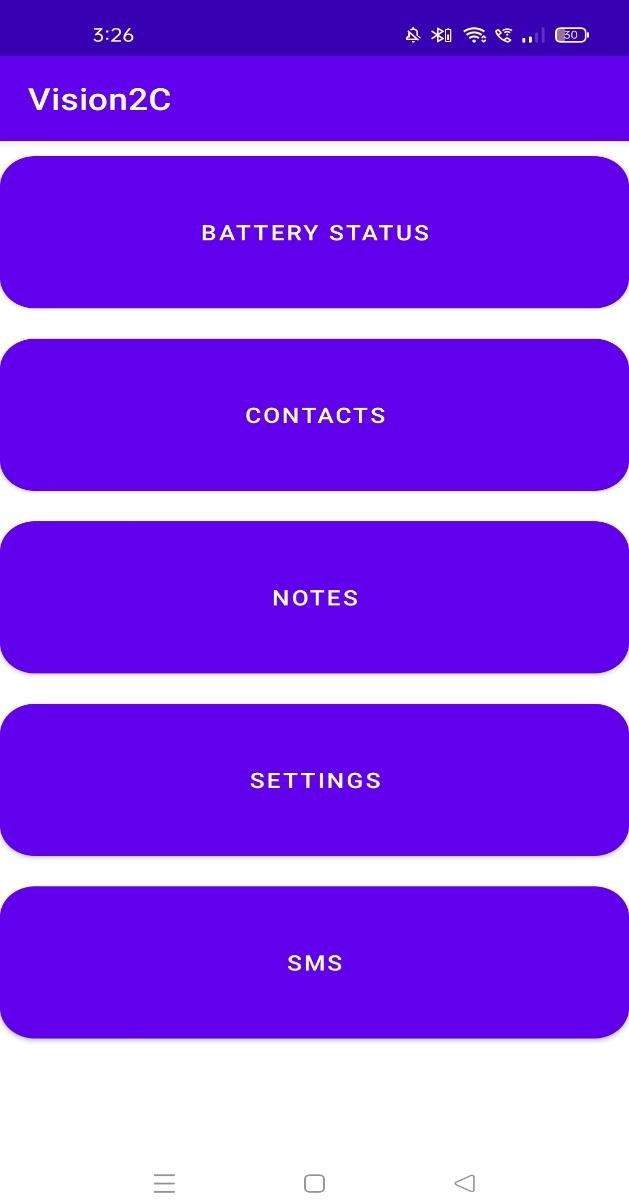 3:26 30
Vision2C
BATTERY STATUS
CONTACTS
NOTES
SETTINGS
SMS